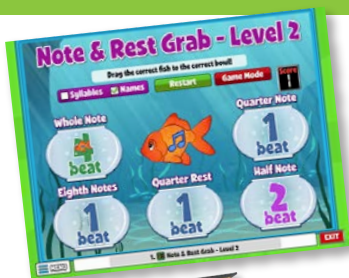 Note & Rest Grab - Level 2
Drag the correct fish to the correct bowl!
Syllables Names Restart Game Mode Score
1
Whole Note
4
beat
Quarter Note
1
beat
Eighth Notes
1
beat
Quarter Rest
1
beat
Half Note
2
beat
MENU
1. Note & Rest Grab - Level 2
EXIT